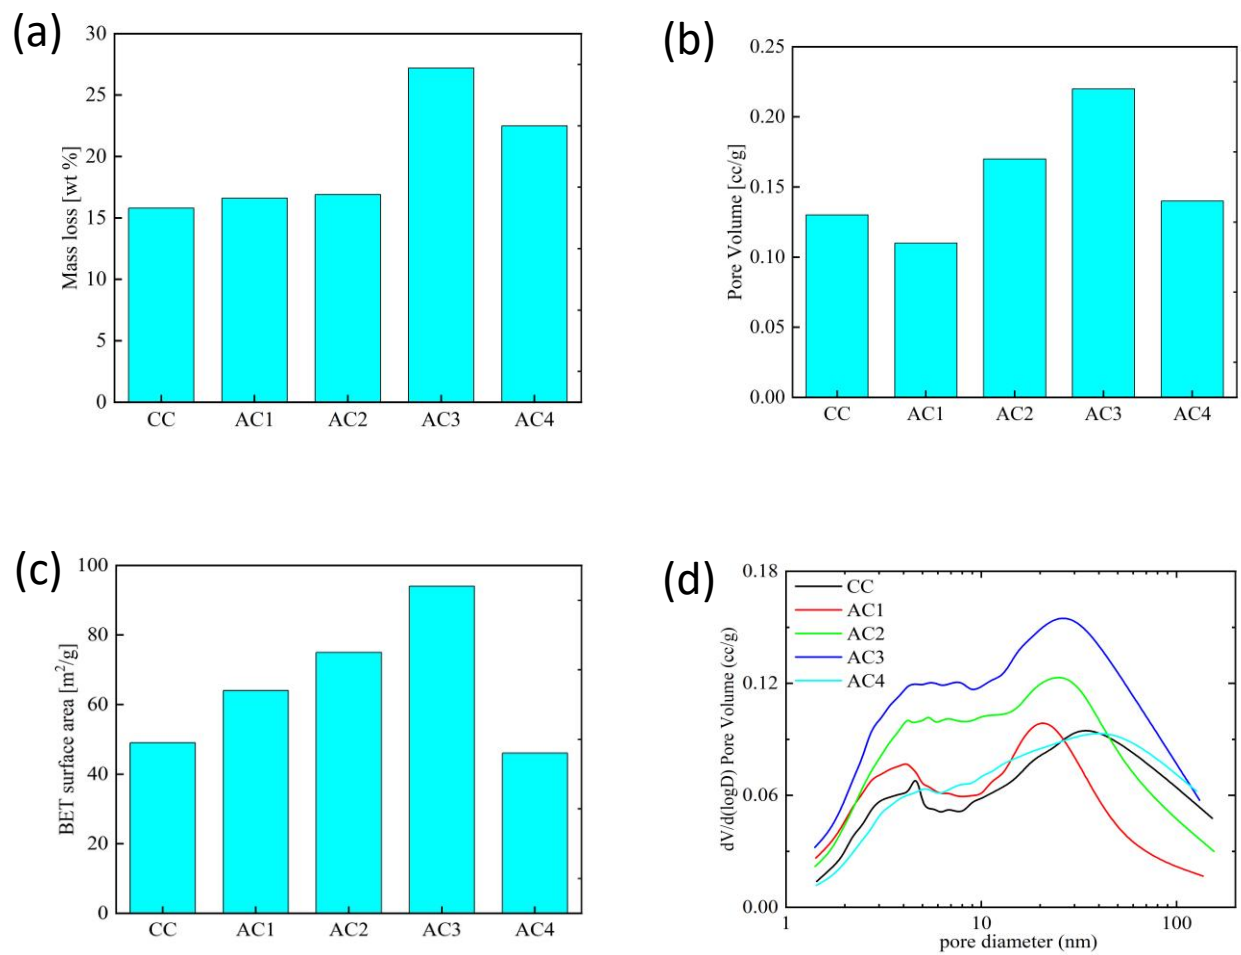 (a)
30
25
20
15
10
5
0
Mass loss [wt %]
CC AC1 AC2 AC3 AC4
(b)
0.25
0.20
0.15
0.10
0.05
0.00
Pore Volume [cc/g]
CC AC1 AC2 AC3 AC4
(c)
100
80
60
40
20
0
BET surface area [m²/g]
CC AC1 AC2 AC3 AC4
(d)
0.18
0.12
0.06
0.00
dV/d(logD) Pore Volume (cc/g)
CC
AC1
AC2
AC3
AC4
1 10 100
pore diameter (nm)